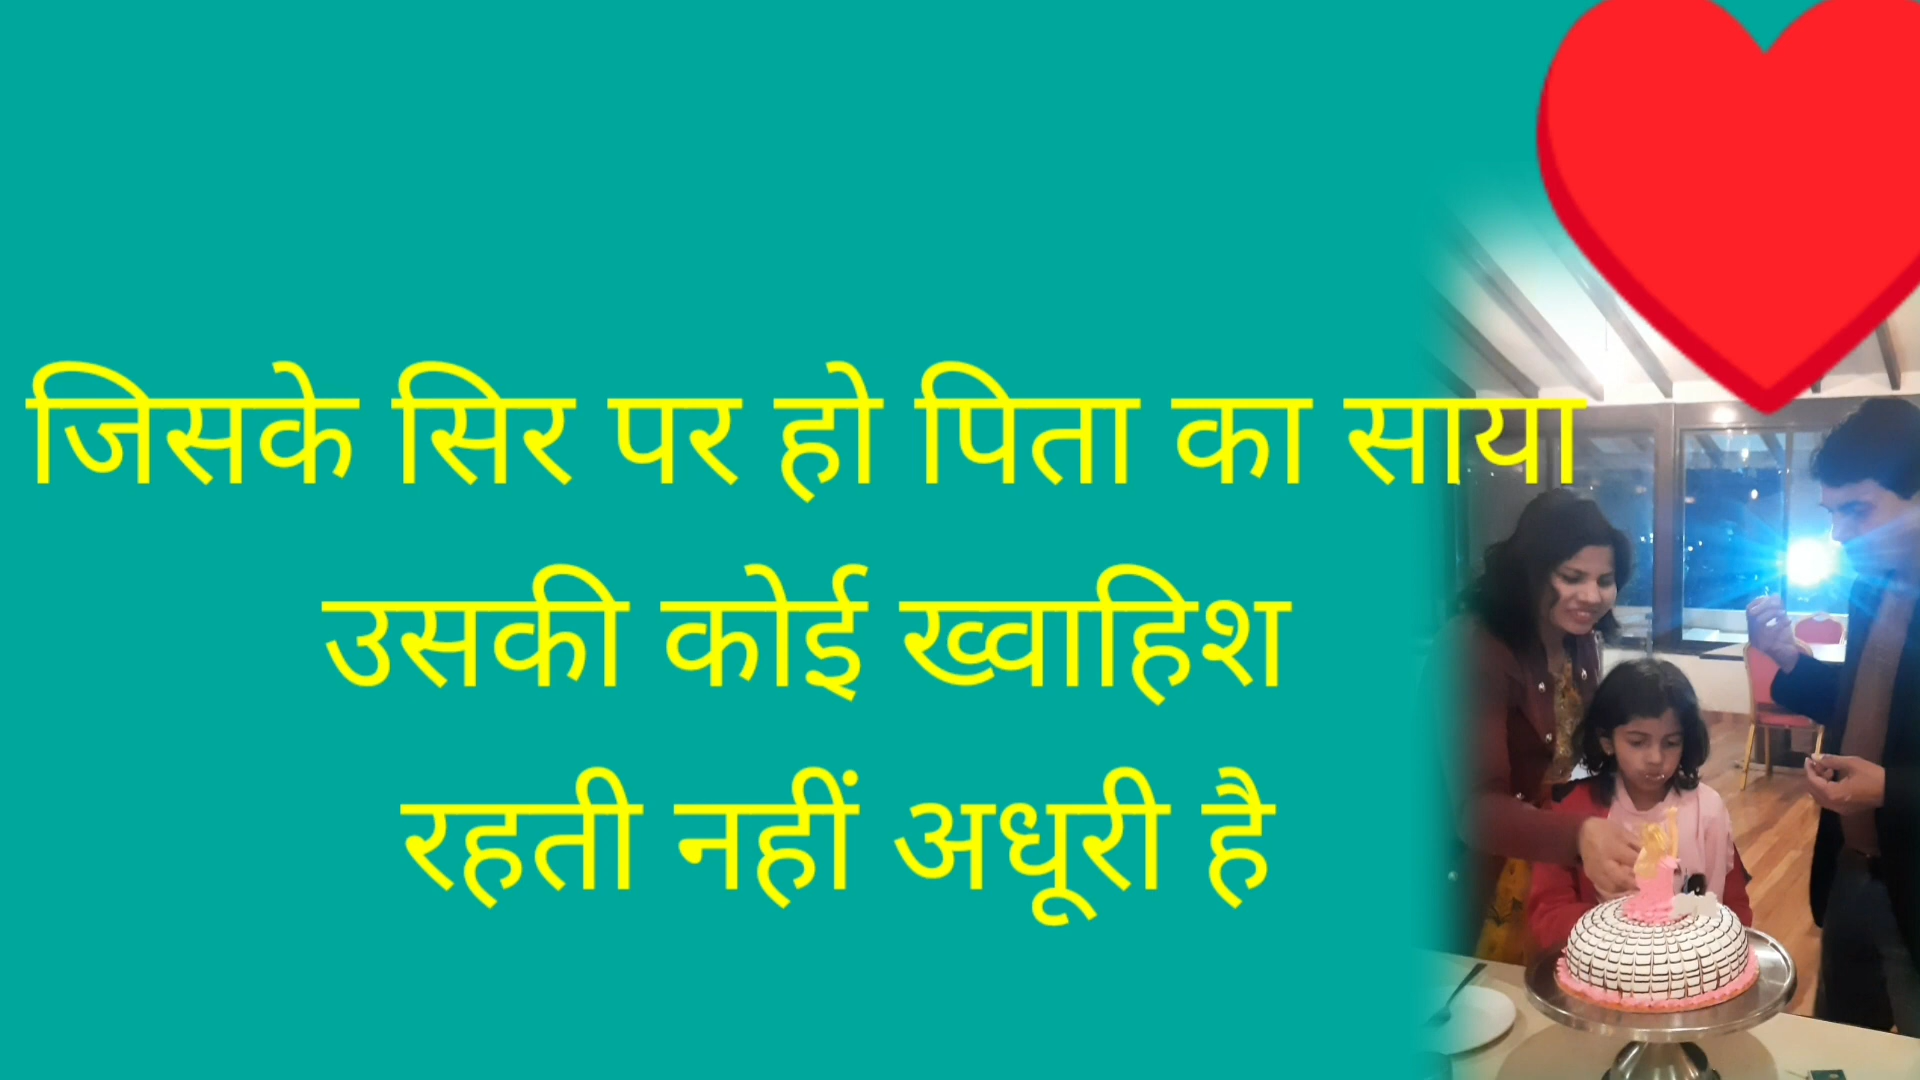 जिसके सिर पर हो पिता का साया
उसकी कोई ख्वाहिश
रहती नहीं अधूरी है